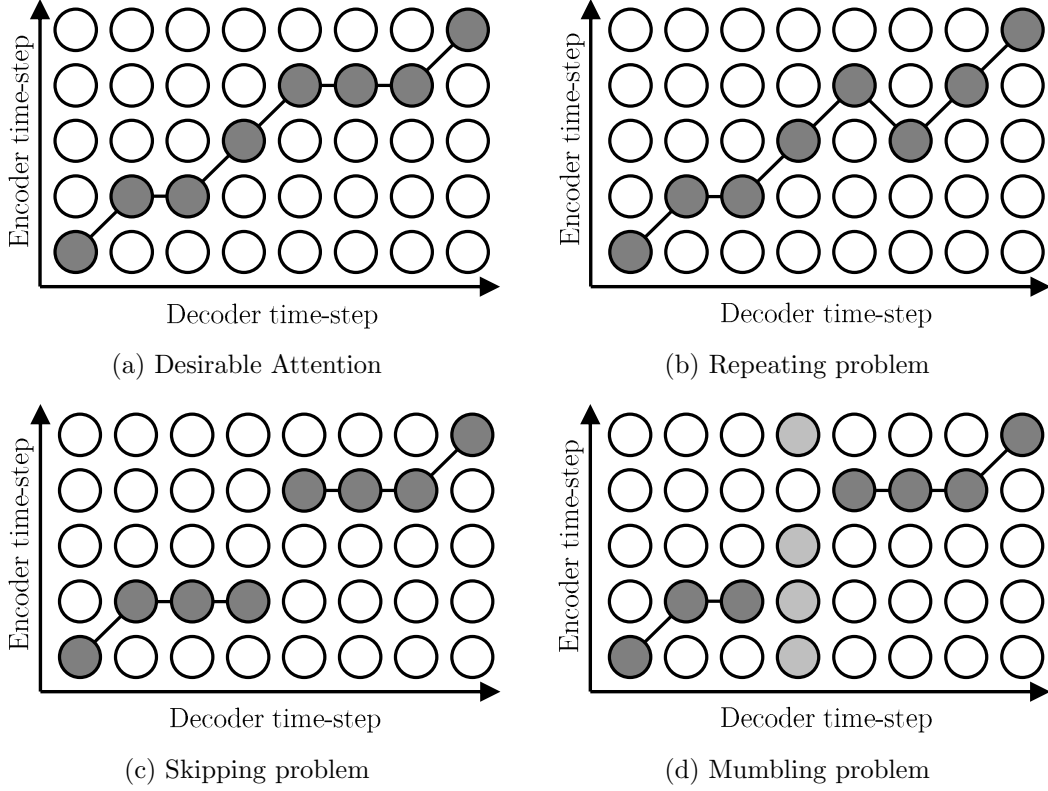 Encoder time-step
Decoder time-step
(a) Desirable Attention
Encoder time-step
Decoder time-step
(b) Repeating problem
Encoder time-step
Decoder time-step
(c) Skipping problem
Encoder time-step
Decoder time-step
(d) Mumbling problem